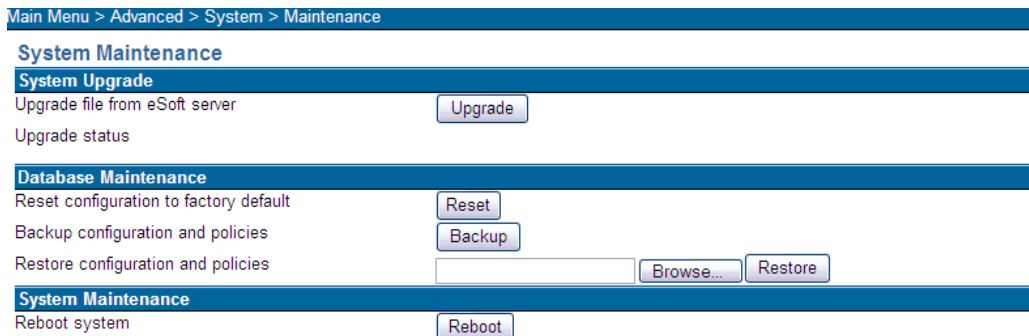 Main Menu > Advanced > System > Maintenance
System Maintenance
System Upgrade
Upgrade file from eSoft server Upgrade
Upgrade status
Database Maintenance
Reset configuration to factory default Reset
Backup configuration and policies Backup
Restore configuration and policies Browse... Restore
System Maintenance
Reboot system Reboot